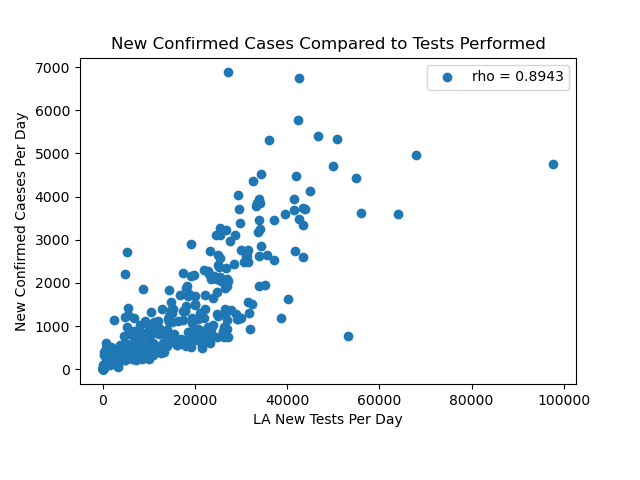 New Confirmed Cases Compared to Tests Performed
rho = 0.8943
7000
6000
5000
4000
3000
2000
1000
0
New Confirmed Caeses Per Day
0 20000 40000 60000 80000 100000
LA New Tests Per Day